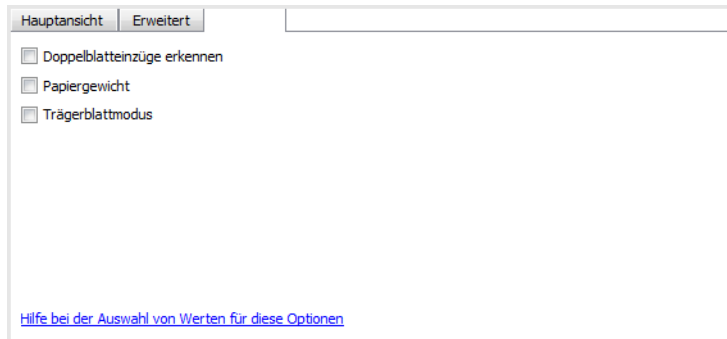 Hauptansicht Erweitert
Doppelblatteinzüge erkennen
Papiergewicht
Trägerblattmodus
Hilfe bei der Auswahl von Werten für diese Optionen